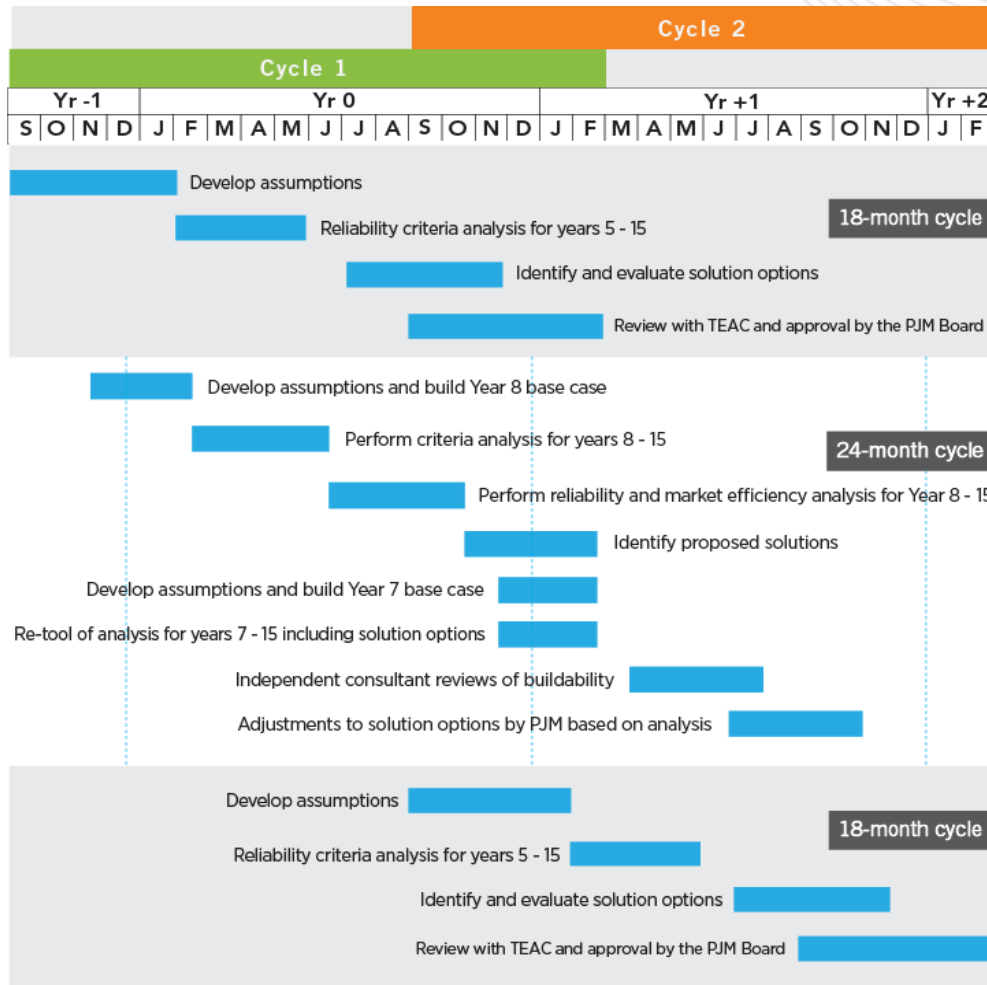 Cycle 2
Cycle 1
Yr -1 Yr 0 Yr +1 Yr +2
S O N D J F M A M J J A S O N D J F M A M J J A S O N D J F
Develop assumptions
18-month cycle
Reliability criteria analysis for years 5 - 15
Identify and evaluate solution options
Review with TEAC and approval by the PJM Board
Develop assumptions and build Year 8 base case
Perform criteria analysis for years 8 - 15
24-month cycle
Perform reliability and market efficiency analysis for Year 8 - 15
Identify proposed solutions
Develop assumptions and build Year 7 base case
Re-tool of analysis for years 7 - 15 including solution options
Independent consultant reviews of buildability
Adjustments to solution options by PJM based on analysis
Develop assumptions
18-month cycle
Reliability criteria analysis for years 5 - 15
Identify and evaluate solution options
Review with TEAC and approval by the PJM Board